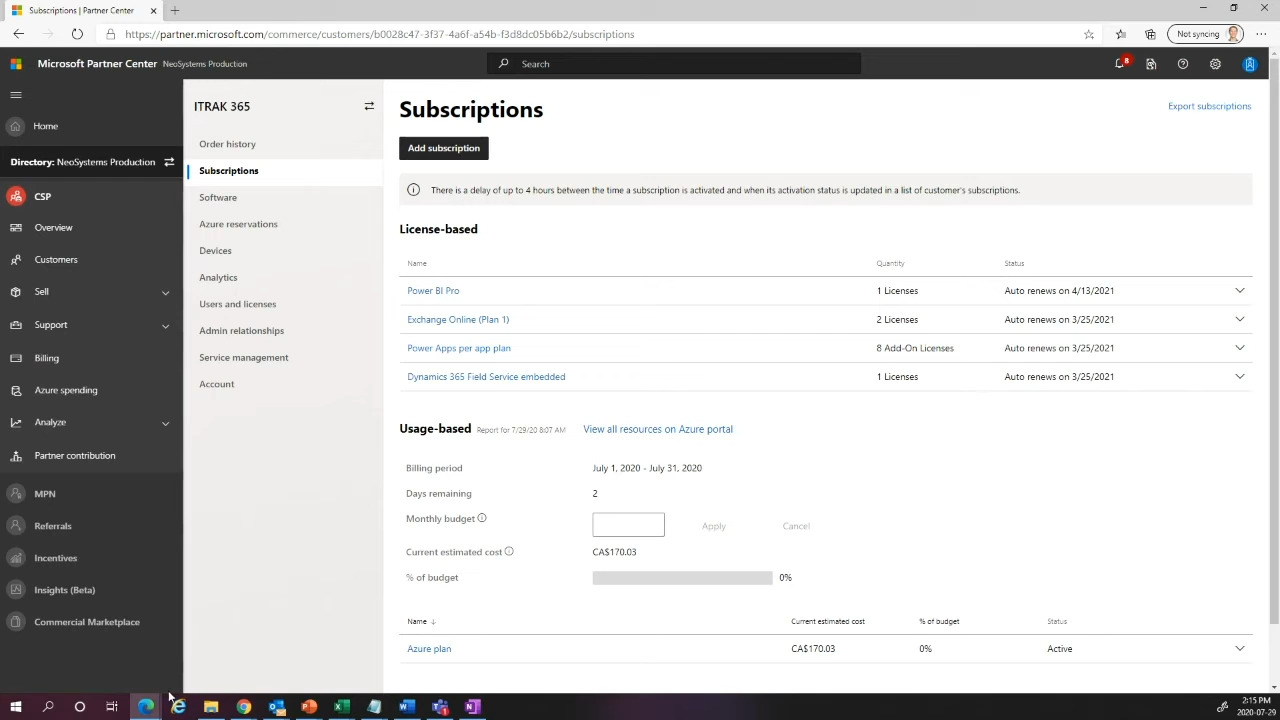 Subscriptions | Partner Center
https://partner.microsoft.com/commerce/customers/b0028c47-3f37-4a6f-a54b-f3d8dc05b6b2/subscriptions
Not syncing
Microsoft Partner Center NeoSystems Production
Search
8
Home
Directory: NeoSystems Production
CSP
Overview
Customers
Sell
Support
Billing
Azure spending
Analyze
Partner contribution
MPN
Referrals
Incentives
Insights (Beta)
Commercial Marketplace
ITRAK 365
Order history
Subscriptions
Software
Azure reservations
Devices
Analytics
Users and licenses
Admin relationships
Service management
Account
Subscriptions
Export subscriptions
Add subscription
There is a delay of up to 4 hours between the time a subscription is activated and when its activation status is updated in a list of customer's subscriptions.
License-based
Name Quantity Status
Power BI Pro 1 Licenses Auto renews on 4/13/2021
Exchange Online (Plan 1) 2 Licenses Auto renews on 3/25/2021
Power Apps per app plan 8 Add-On Licenses Auto renews on 3/25/2021
Dynamics 365 Field Service embedded 1 Licenses Auto renews on 3/25/2021
Usage-based Report for 7/29/20 8:07 AM View all resources on Azure portal
Billing period July 1, 2020 - July 31, 2020
Days remaining 2
Monthly budget Apply Cancel
Current estimated cost CA$170.03
% of budget 0%
Name Current estimated cost % of budget Status
Azure plan CA$170.03 0% Active
2:15 PM
2020-07-29